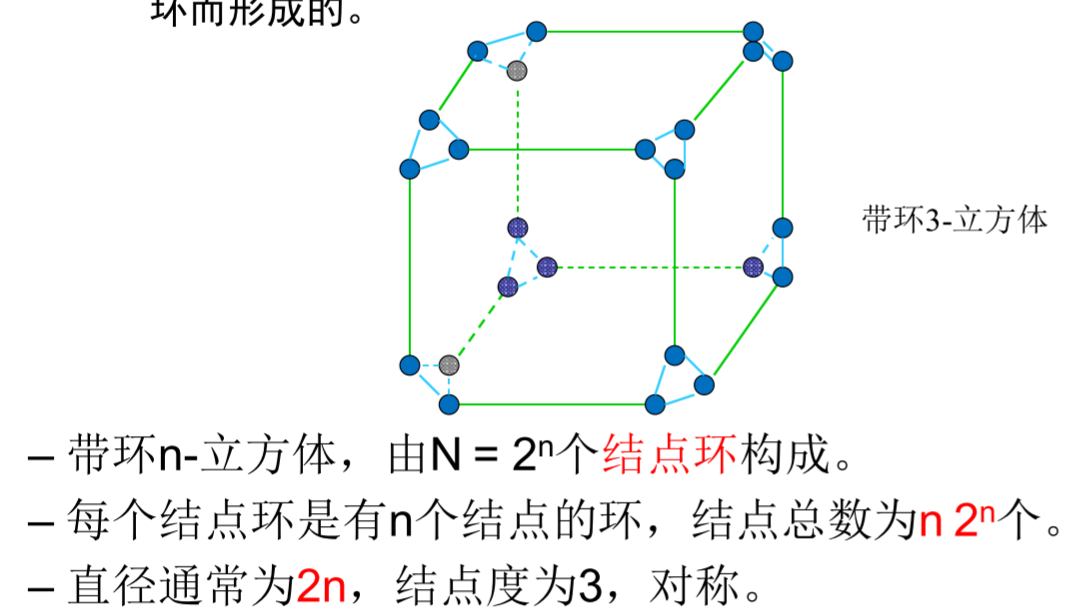 环而形成的。
带环3-立方体
– 带环n-立方体，由N = 2ⁿ个结点环构成。
– 每个结点环是有n个结点的环，结点总数为n 2ⁿ个。
– 直径通常为2n，结点度为3，对称。